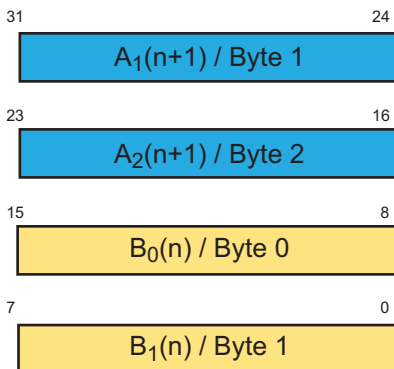 31 24
A₁(n+1) / Byte 1
23 16
A₂(n+1) / Byte 2
15 8
B₀(n) / Byte 0
7 0
B₁(n) / Byte 1